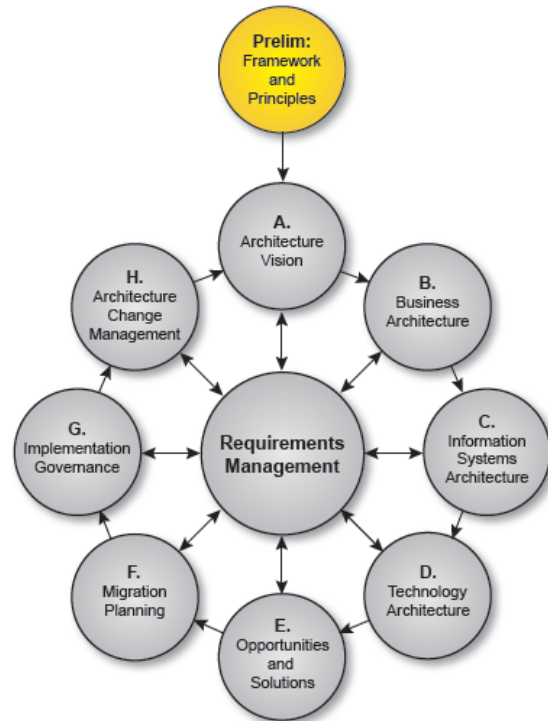 Prelim:
Framework
and
Principles
A.
Architecture
Vision
B.
Business
Architecture
C.
Information
Systems
Architecture
D.
Technology
Architecture
E.
Opportunities
and
Solutions
F.
Migration
Planning
G.
Implementation
Governance
H.
Architecture
Change
Management
Requirements
Management